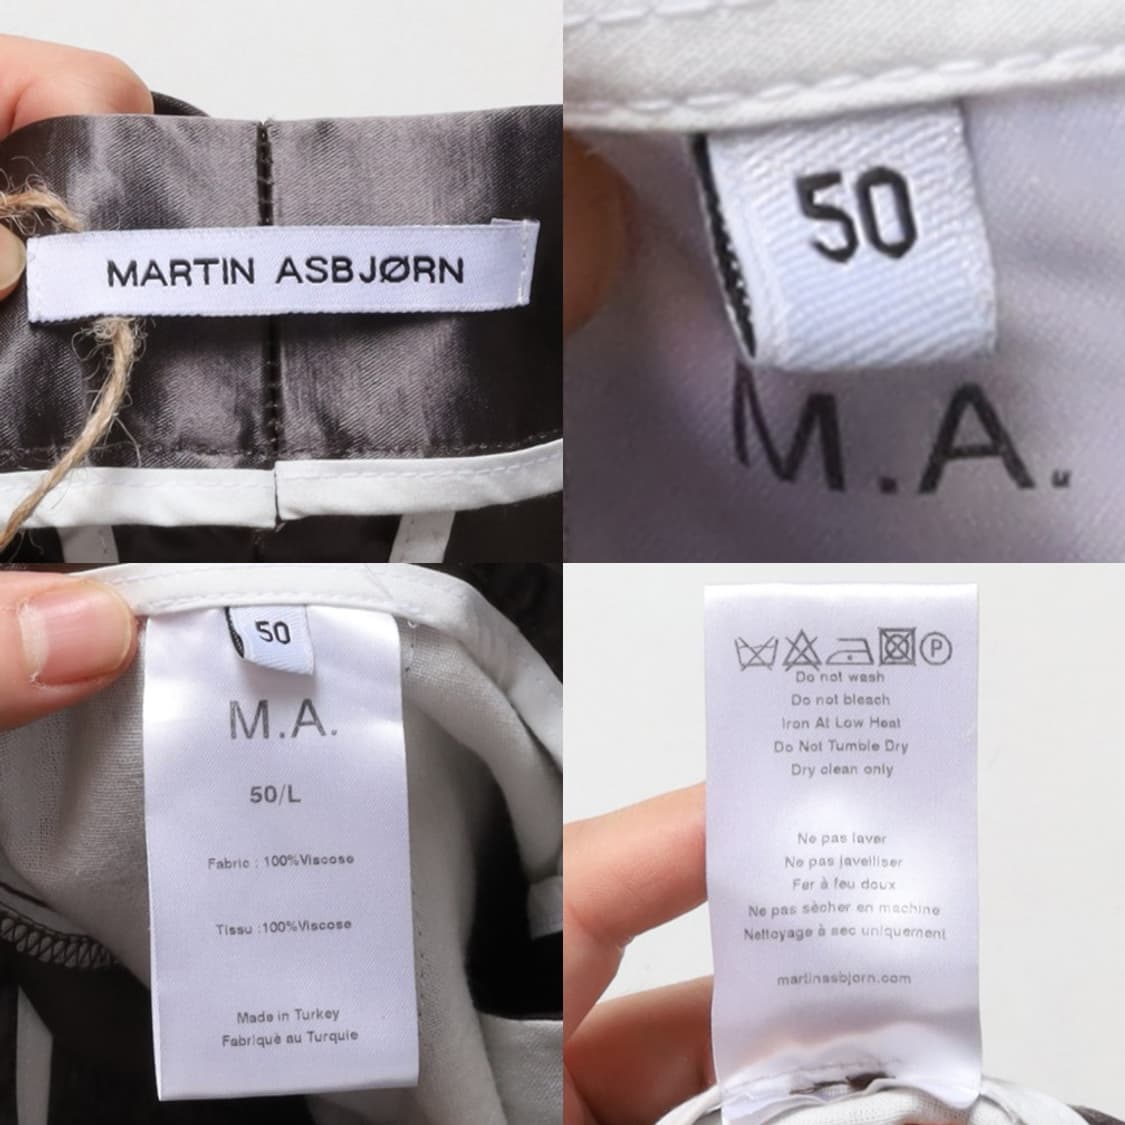 MARTIN ASBJØRN
50
M.A.
50
M.A.
50/L
Fabric : 100%Viscose
Tissu :100%Viscose
Made in Turkey
Fabriquè au Turquie
P
Do not wash
Do not bleach
Iron At Low Heat
Do Not Tumble Dry
Dry clean only
Ne pas laver
Ne pas javelliser
Fer à feu doux
Ne pas sècher en machine
Nettoyage à sec uniquement
martinasbjorn.com